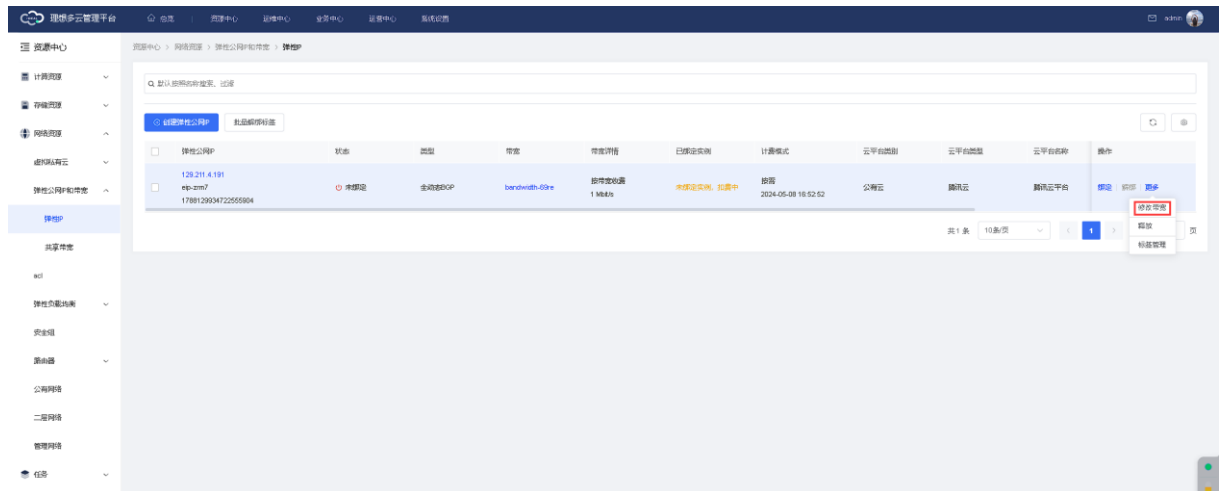 理想多云管理平台
总览
资源中心
运维中心
业务中心
运营中心
系统设置
admin
资源中心
资源中心 > 网络资源 > 弹性公网IP和带宽 > 弹性IP
计算资源
存储资源
网络资源
虚拟私有云
弹性公网IP和带宽
弹性IP
共享带宽
acl
弹性负载均衡
安全组
路由器
公有网络
二层网络
管理网络
任务
默认按照名称搜索、过滤
创建弹性公网IP 批量解绑标签
弹性公网IP 状态 类型 带宽 带宽详情 已绑定实例 计费模式 云平台类别 云平台类型 云平台名称 操作
129.211.4.191
eip-zrm7
1788129934722555904
未绑定
全动态BGP
bandwidth-69re
按带宽收费
1 Mbit/s
未绑定实例，扣费中
按需
2024-05-08 16:52:52
公有云
腾讯云
腾讯云平台
绑定 解绑 更多
修改带宽
释放
标签管理
共 1 条 10条/页 1 页